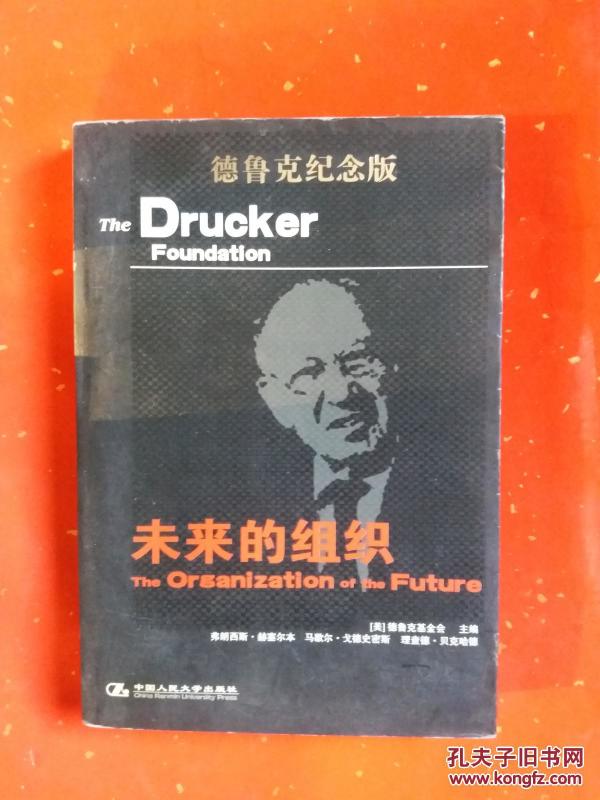 德鲁克纪念版
The Drucker
Foundation
未来的组织
The Organization of the Future
[美]德鲁克基金会 主编
弗朗西斯·赫塞尔本 马歇尔·戈德史密斯 理查德·贝克哈德
中国人民大学出版社
China Renmin University Press
孔夫子旧书网
www.kongfz.com